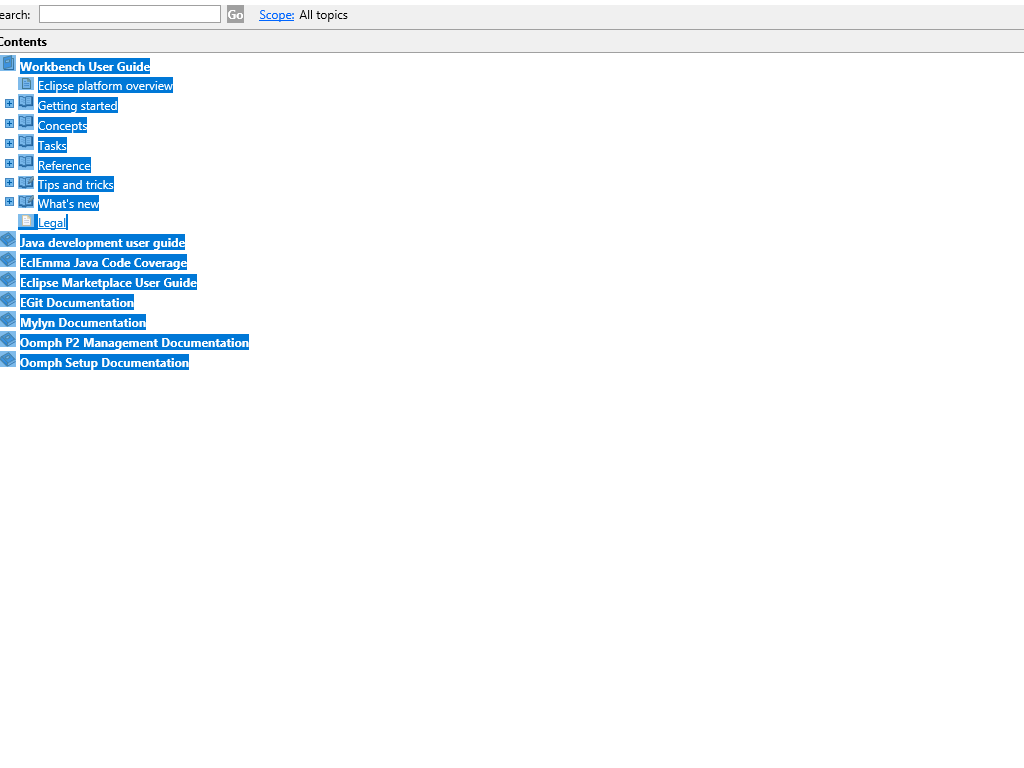 earch: Go Scope: All topics
Contents
Workbench User Guide
Eclipse platform overview
Getting started
Concepts
Tasks
Reference
Tips and tricks
What's new
Legal
Java development user guide
EclEmma Java Code Coverage
Eclipse Marketplace User Guide
EGit Documentation
Mylyn Documentation
Oomph P2 Management Documentation
Oomph Setup Documentation